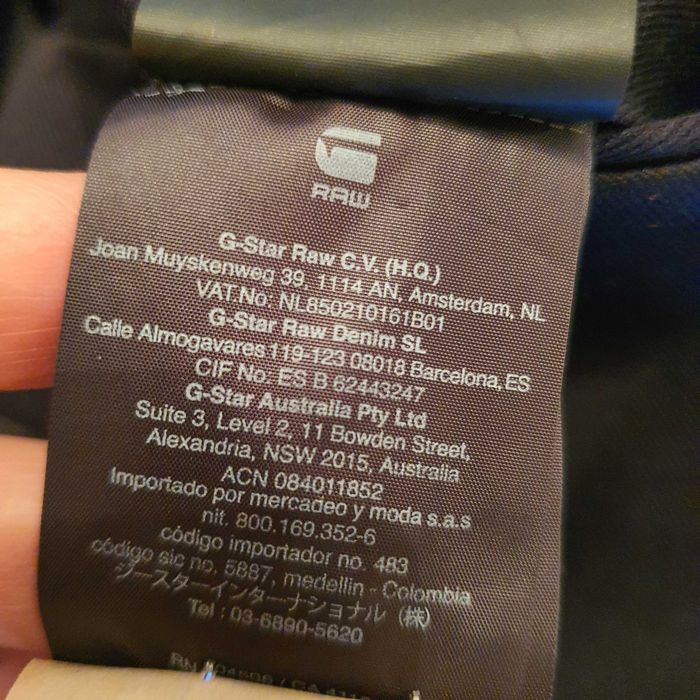 RAW
G-Star Raw C.V. (H.Q.)
Joan Muyskenweg 39, 1114 AN, Amsterdam, NL
VAT.No: NL850210161B01
G-Star Raw Denim SL
Calle Almogavares 119-123 08018 Barcelona, ES
CIF No: ES B 62443247
G-Star Australia Pty Ltd
Suite 3, Level 2, 11 Bowden Street,
Alexandria, NSW 2015, Australia
ACN 084011852
Importado por mercadeo y moda s.a.s
nit. 800.169.352-6
código importador no. 483
código sic no. 5887, medellin - Colombia
ジースターインターナショナル (株)
Tel : 03-6890-5620
RN